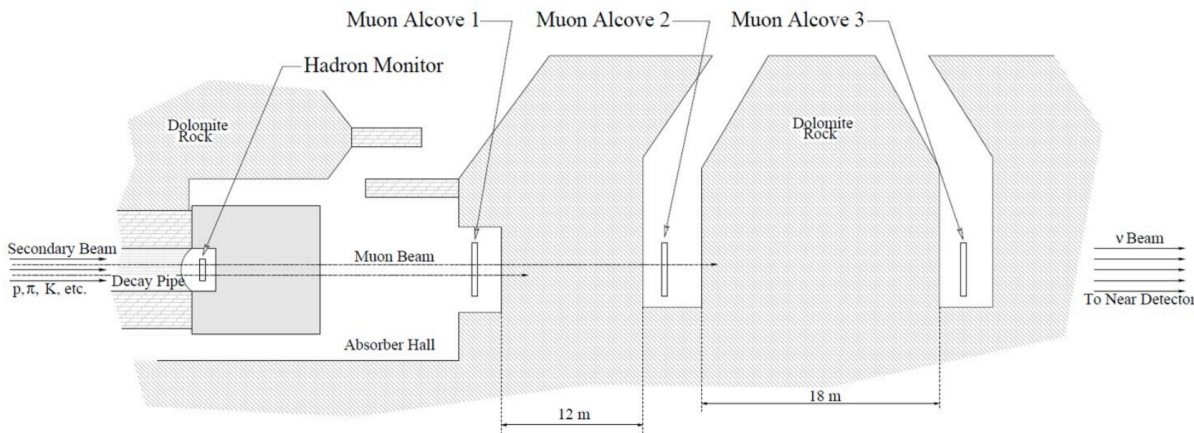 Muon Alcove 1
Muon Alcove 2
Muon Alcove 3
Hadron Monitor
Dolomite
Rock
Dolomite
Rock
Secondary Beam
p, π, K, etc.
Decay Pipe
Muon Beam
ν Beam
To Near Detector
Absorber Hall
12 m
18 m